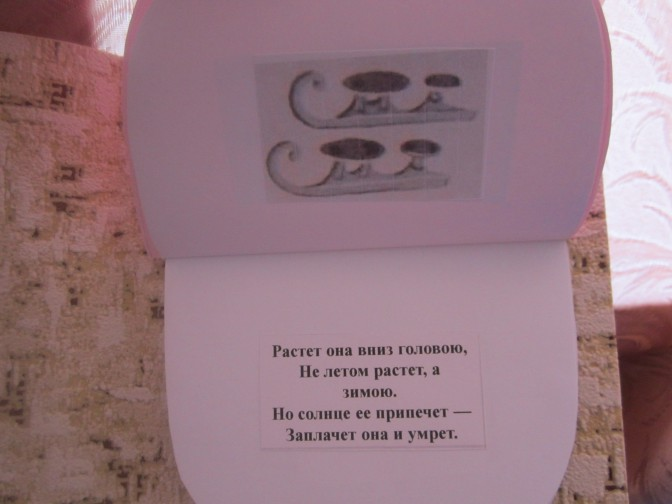 Растет она вниз головою,
Не летом растет, а
зимою.
Но солнце ее припечет —
Заплачет она и умрет.